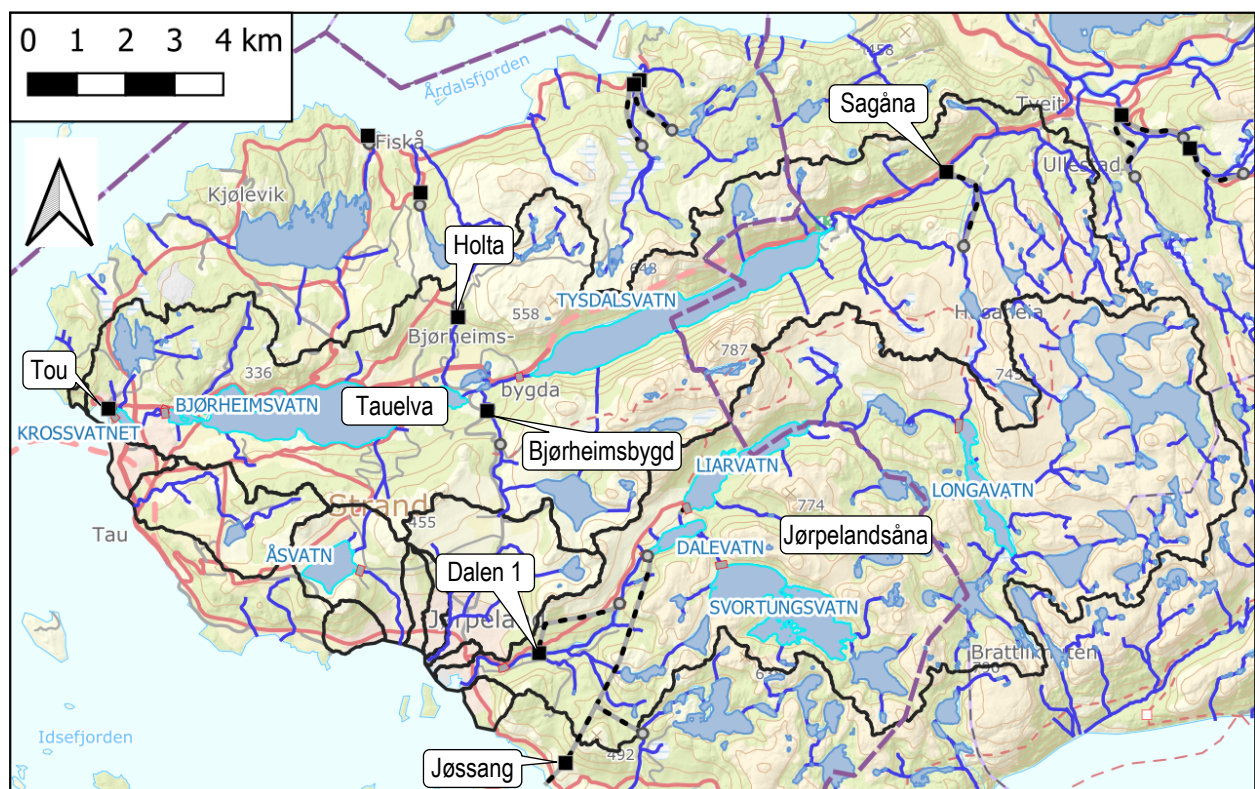 0 1 2 3 4 km
Årdalsfjorden
458
Tveit
Sagåna
Fiskå
Ullestad
Kjølevik
Holta
648
TYSDALSVATN
558
Bjørheims-
787
336
bygda
Tou
BJØRHEIMSVATN
Tauelva
KROSSVATNET
Bjørheimsbygd
LIARVATN
774
LONGAVATN
Strand
455
Tau
Jørpelandsåna
ÅSVATN
DALEVATN
Dalen 1
SVORTUNGSVATN
Jørpeland
Idsefjorden
492
Jøssang